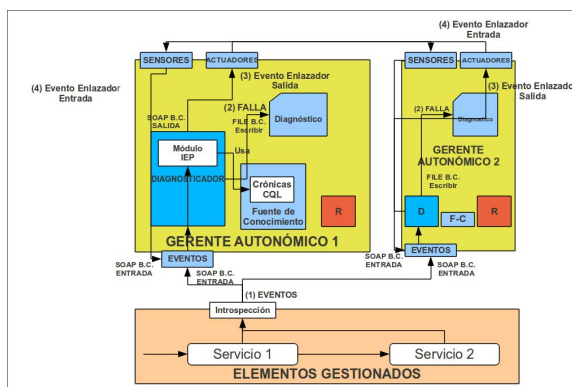 (4) Evento Enlazador
Entrada
SENSORES
ACTUADORES
SENSORES
ACTUADORES
(4) Evento Enlazador
Entrada
(3) Evento Enlazador
Salida
(3) Evento Enlazador
Salida
SOAP B.C.
SALIDA
(2) FALLA
FILE B.C.
Escribir
Diagnóstico
(2) FALLA
Diagnóstico
Módulo
IEP
Usa
DIAGNOSTICADOR
Crónicas
CQL
Fuente de
Conocimiento
R
GERENTE AUTONÓMICO 1
GERENTE
AUTONÓMICO 2
FILE B.C.
Escribir
D
F-C
R
EVENTOS
EVENTOS
SOAP B.C.
ENTRADA
SOAP B.C.
ENTRADA
SOAP B.C.
ENTRADA
SOAP B.C.
ENTRADA
(1) EVENTOS
Introspección
Servicio 1
Servicio 2
ELEMENTOS GESTIONADOS